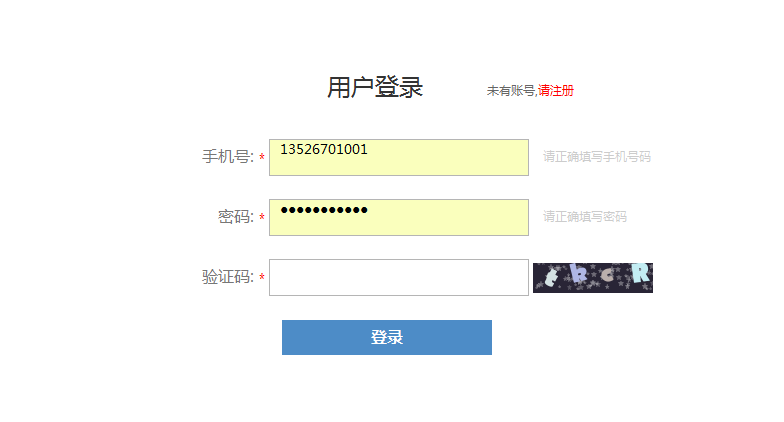 用户登录 未有账号,请注册
手机号: * 13526701001 请正确填写手机号码
密码: * ●●●●●●●●●●● 请正确填写密码
验证码: * t b c R
登录